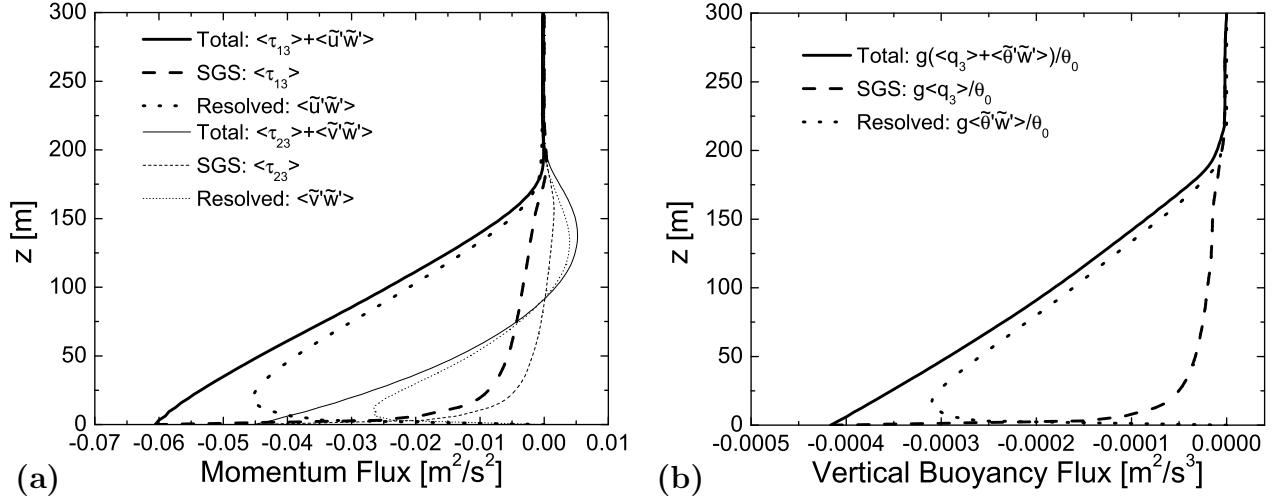 300
250
200
150
100
50
0
z [m]
Total: <τ13>+<ũ'w̃'>
SGS: <τ13>
Resolved: <ũ'w̃'>
Total: <τ23>+<ṽ'w̃'>
SGS: <τ23>
Resolved: <ṽ'w̃'>
-0.07 -0.06 -0.05 -0.04 -0.03 -0.02 -0.01 0.00 0.01
(a) Momentum Flux [m²/s²]
300
250
200
150
100
50
0
z [m]
Total: g(<q3>+<θ̃'w̃'>)/θ0
SGS: g<q3>/θ0
Resolved: g<θ̃'w̃'>/θ0
-0.0005 -0.0004 -0.0003 -0.0002 -0.0001 0.0000
(b) Vertical Buoyancy Flux [m²/s³]